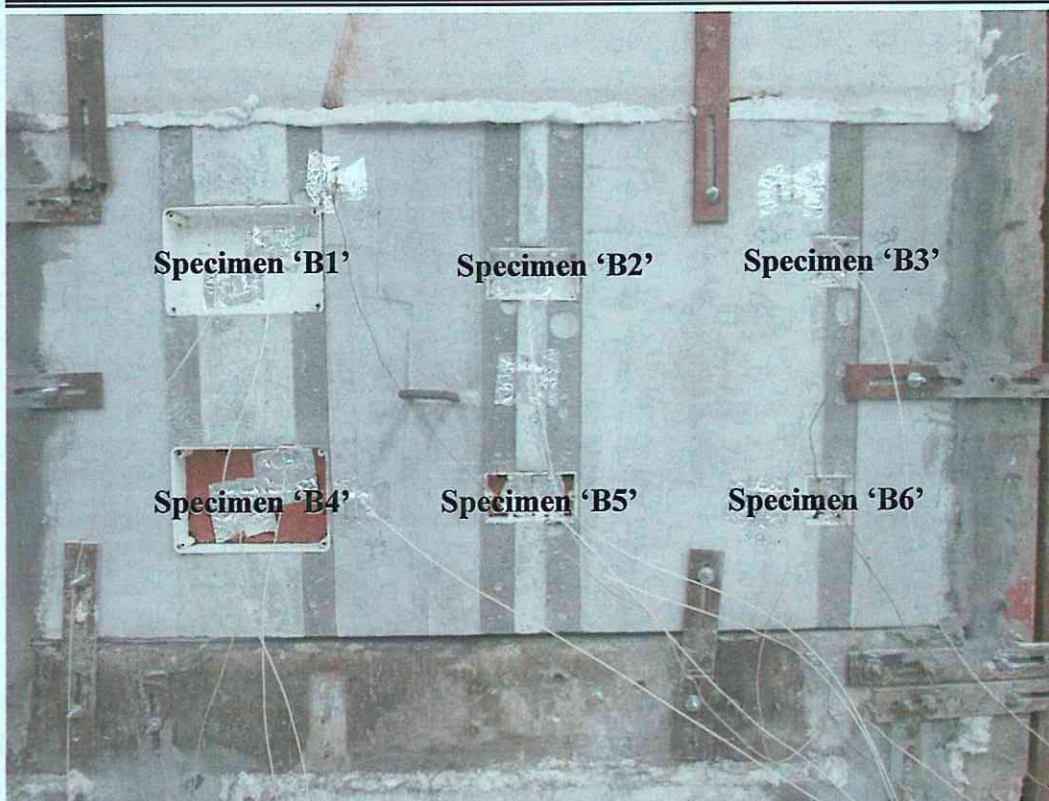 Specimen ‘B1’
Specimen ‘B2’
Specimen ‘B3’
Specimen ‘B4’
Specimen ‘B5’
Specimen ‘B6’